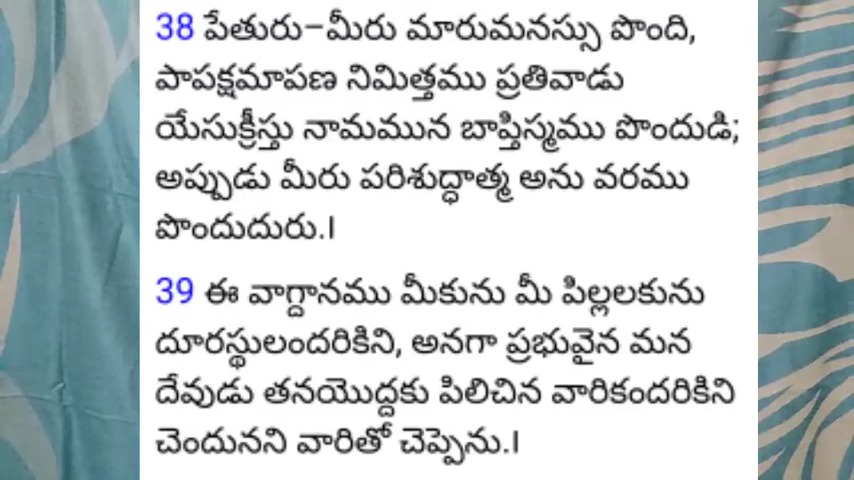 38 పేతురు–మీరు మారుమనస్సు పొంది,
పాపక్షమాపణ నిమిత్తము ప్రతివాడు
యేసుక్రీస్తు నామమున బాప్తిస్మము పొందుడి;
అప్పుడు మీరు పరిశుద్ధాత్మ అను వరము
పొందుదురు.l
39 ఈ వాగ్దానము మీకును మీ పిల్లలకును
దూరస్థులందరికిని, అనగా ప్రభువైన మన
దేవుడు తనయొద్దకు పిలిచిన వారికందరికిని
చెందునని వారితో చెప్పెను.l